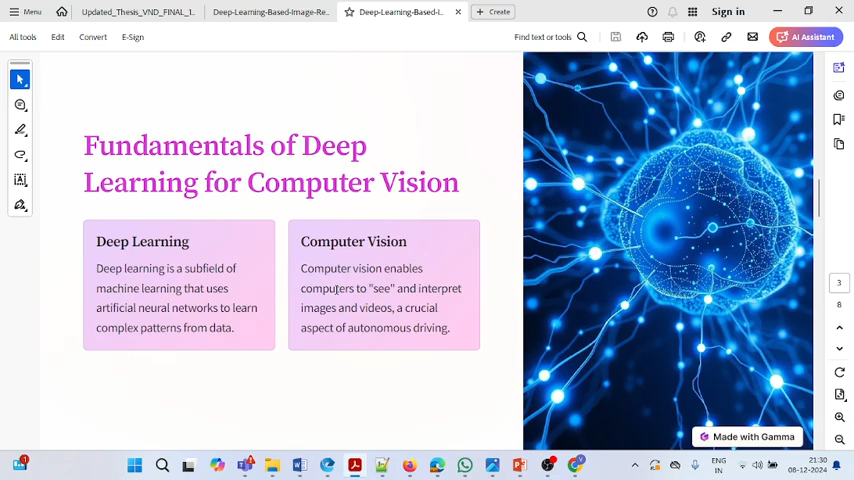 Menu
Updated_Thesis_VND_FINAL_1...
Deep-Learning-Based-Image-Re...
Deep-Learning-Based-I...
Create
Sign in
All tools
Edit
Convert
E-Sign
Find text or tools
AI Assistant
Fundamentals of Deep
Learning for Computer Vision
Deep Learning
Deep learning is a subfield of
machine learning that uses
artificial neural networks to learn
complex patterns from data.
Computer Vision
Computer vision enables
computers to "see" and interpret
images and videos, a crucial
aspect of autonomous driving.
3
8
Made with Gamma
ENG
IN
21:30
08-12-2024